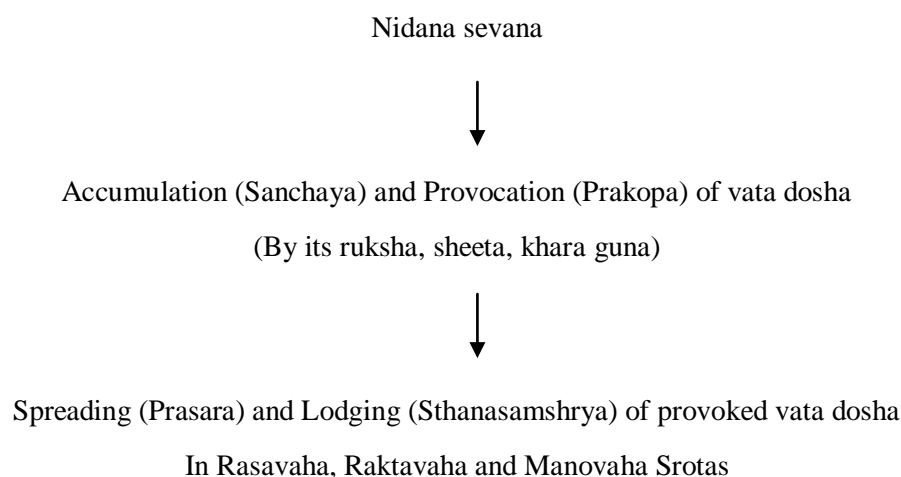 Nidana sevana
Accumulation (Sanchaya) and Provocation (Prakopa) of vata dosha
(By its ruksha, sheeta, khara guna)
Spreading (Prasara) and Lodging (Sthanasamshrya) of provoked vata dosha
In Rasavaha, Raktavaha and Manovaha Srotas